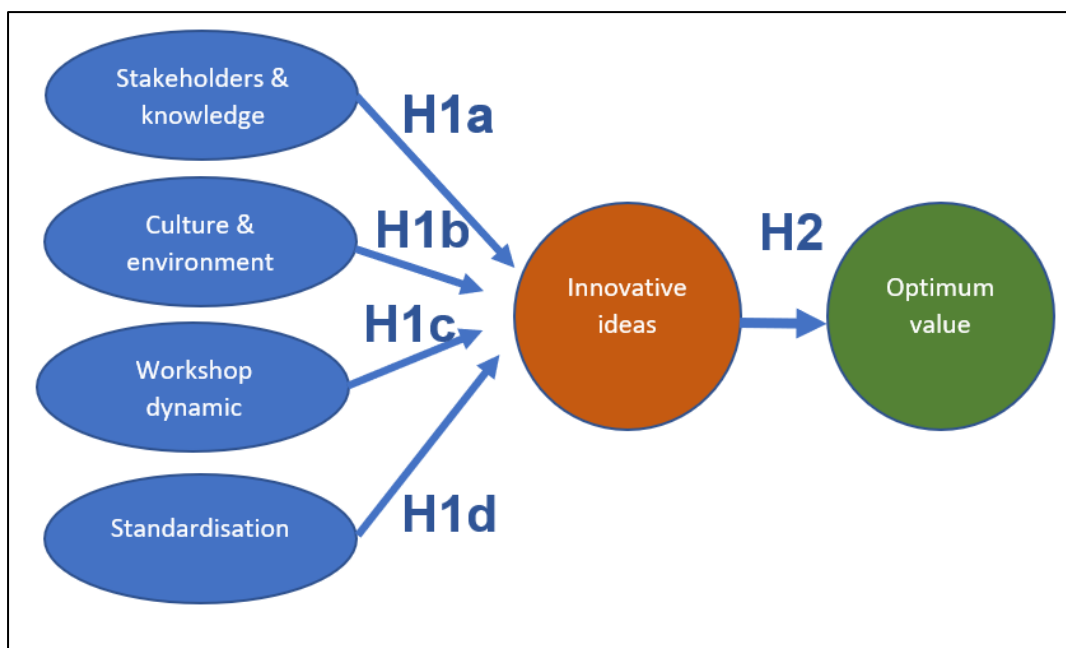 Stakeholders &
knowledge
H1a
Culture &
environment
H1b
H1c
Workshop
dynamic
Standardisation
H1d
Innovative
ideas
H2
Optimum
value